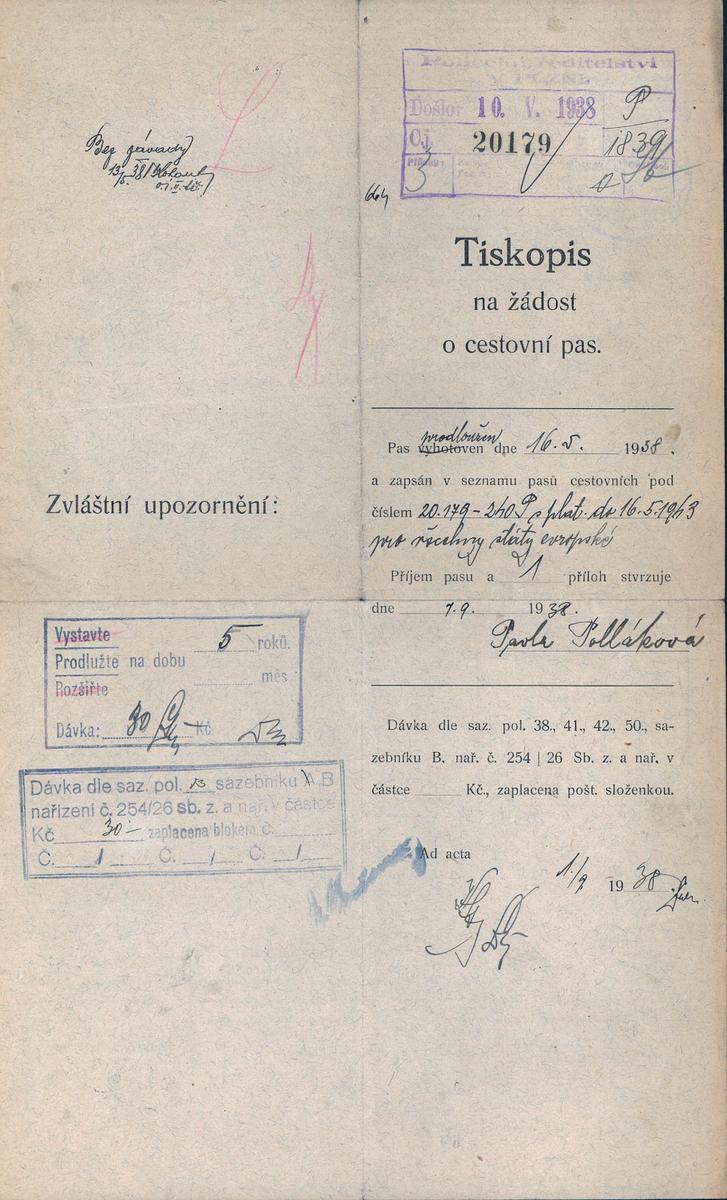 Bez závady
Zvláštní upozornění:
Vystavte
Prodlužte na dobu 5 roků.
Rozšiřte měs
Dávka: 30 Kč
Dávka dle saz. pol. 13 sazebníku A B
nařízení č. 254/26 sb. z. a nař. v částce
Kč 30- zaplacena blokem č.
Č. / Č. / Č. /
Policejní ředitelství
V PLZNI
Došlo: 10. V. 1938 P
Čj. 20179 1839
3
Tiskopis
na žádost
o cestovní pas.
prodloužen
Pas vyhotoven dne 16.5. 1938.
a zapsán v seznamu pasů cestovních pod
číslem 20.179-240 P s plat. do 16.5.1943
pro všechny státy evropské
Příjem pasu a 1 příloh stvrzuje
dne 7.9. 1938.
Pavla Polláková
Dávka dle saz. pol. 38., 41., 42., 50., sa-
zebníku B. nař. č. 254 | 26 Sb. z. a nař. v
částce Kč., zaplacena pošt. složenkou.
Ad acta
1/9 1938